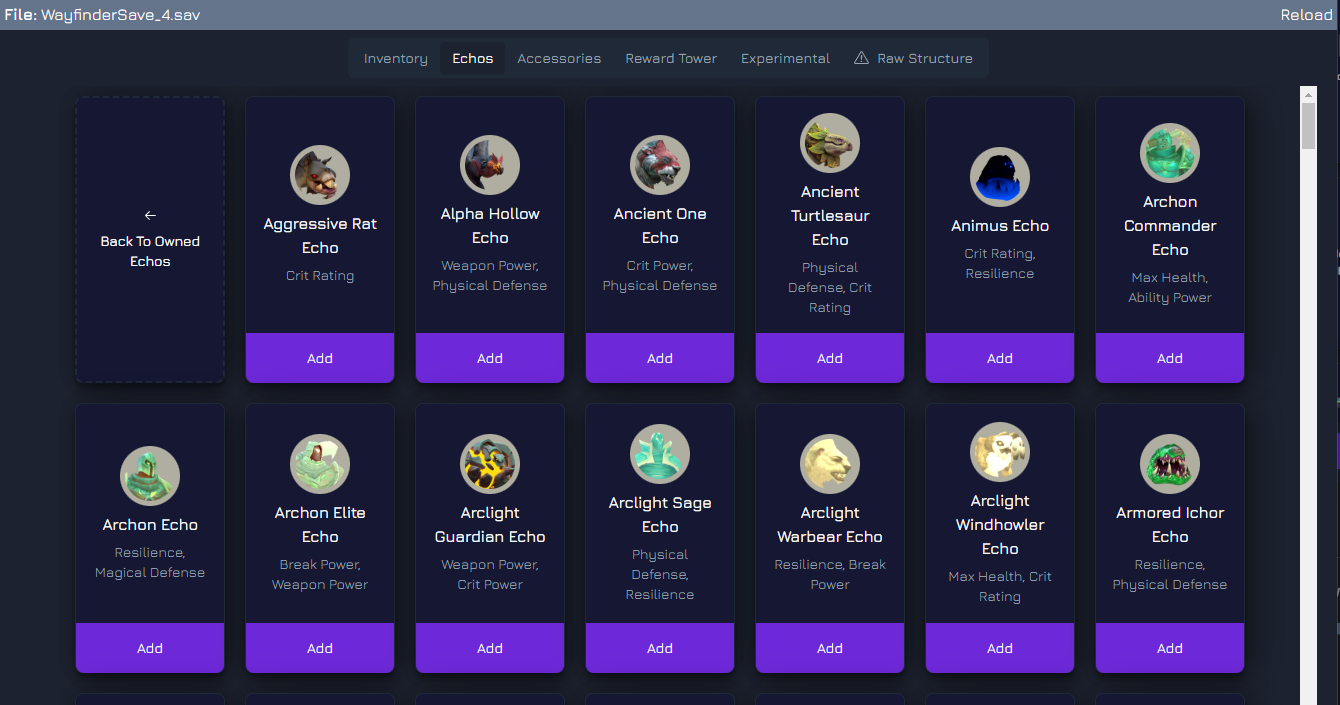 File: WayfinderSave_4.sav
Reload
Inventory
Echos
Accessories
Reward Tower
Experimental
Raw Structure
←
Back To Owned
Echos
Aggressive Rat
Echo
Crit Rating
Add
Alpha Hollow
Echo
Weapon Power,
Physical Defense
Add
Ancient One
Echo
Crit Power,
Physical Defense
Add
Ancient
Turtlesaur
Echo
Physical
Defense, Crit
Rating
Add
Animus Echo
Crit Rating,
Resilience
Add
Archon
Commander
Echo
Max Health,
Ability Power
Add
Archon Echo
Resilience,
Magical Defense
Add
Archon Elite
Echo
Break Power,
Weapon Power
Add
Arclight
Guardian Echo
Weapon Power,
Crit Power
Add
Arclight Sage
Echo
Physical
Defense,
Resilience
Add
Arclight
Warbear Echo
Resilience, Break
Power
Add
Arclight
Windhowler
Echo
Max Health, Crit
Rating
Add
Armored Ichor
Echo
Resilience,
Physical Defense
Add